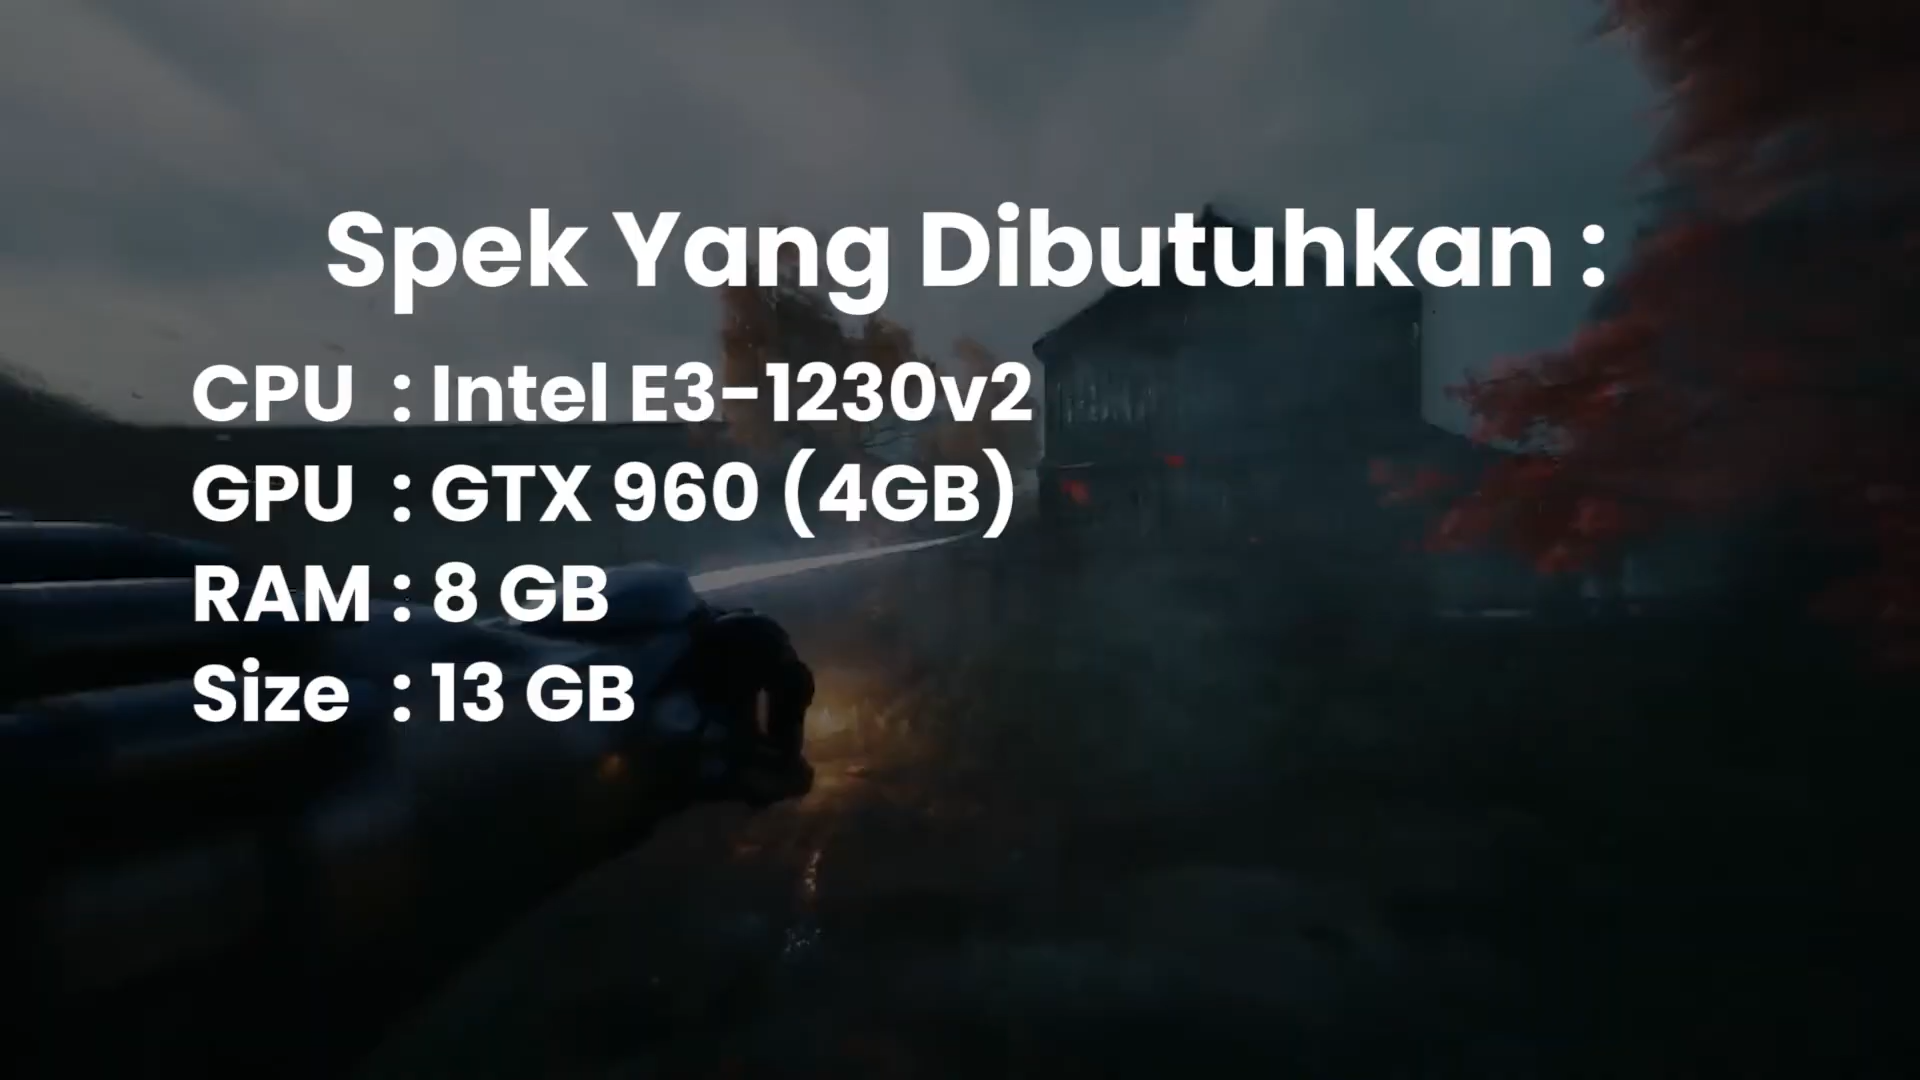 Spek Yang Dibutuhkan :
CPU : Intel E3-1230v2
GPU : GTX 960 (4GB)
RAM : 8 GB
Size : 13 GB